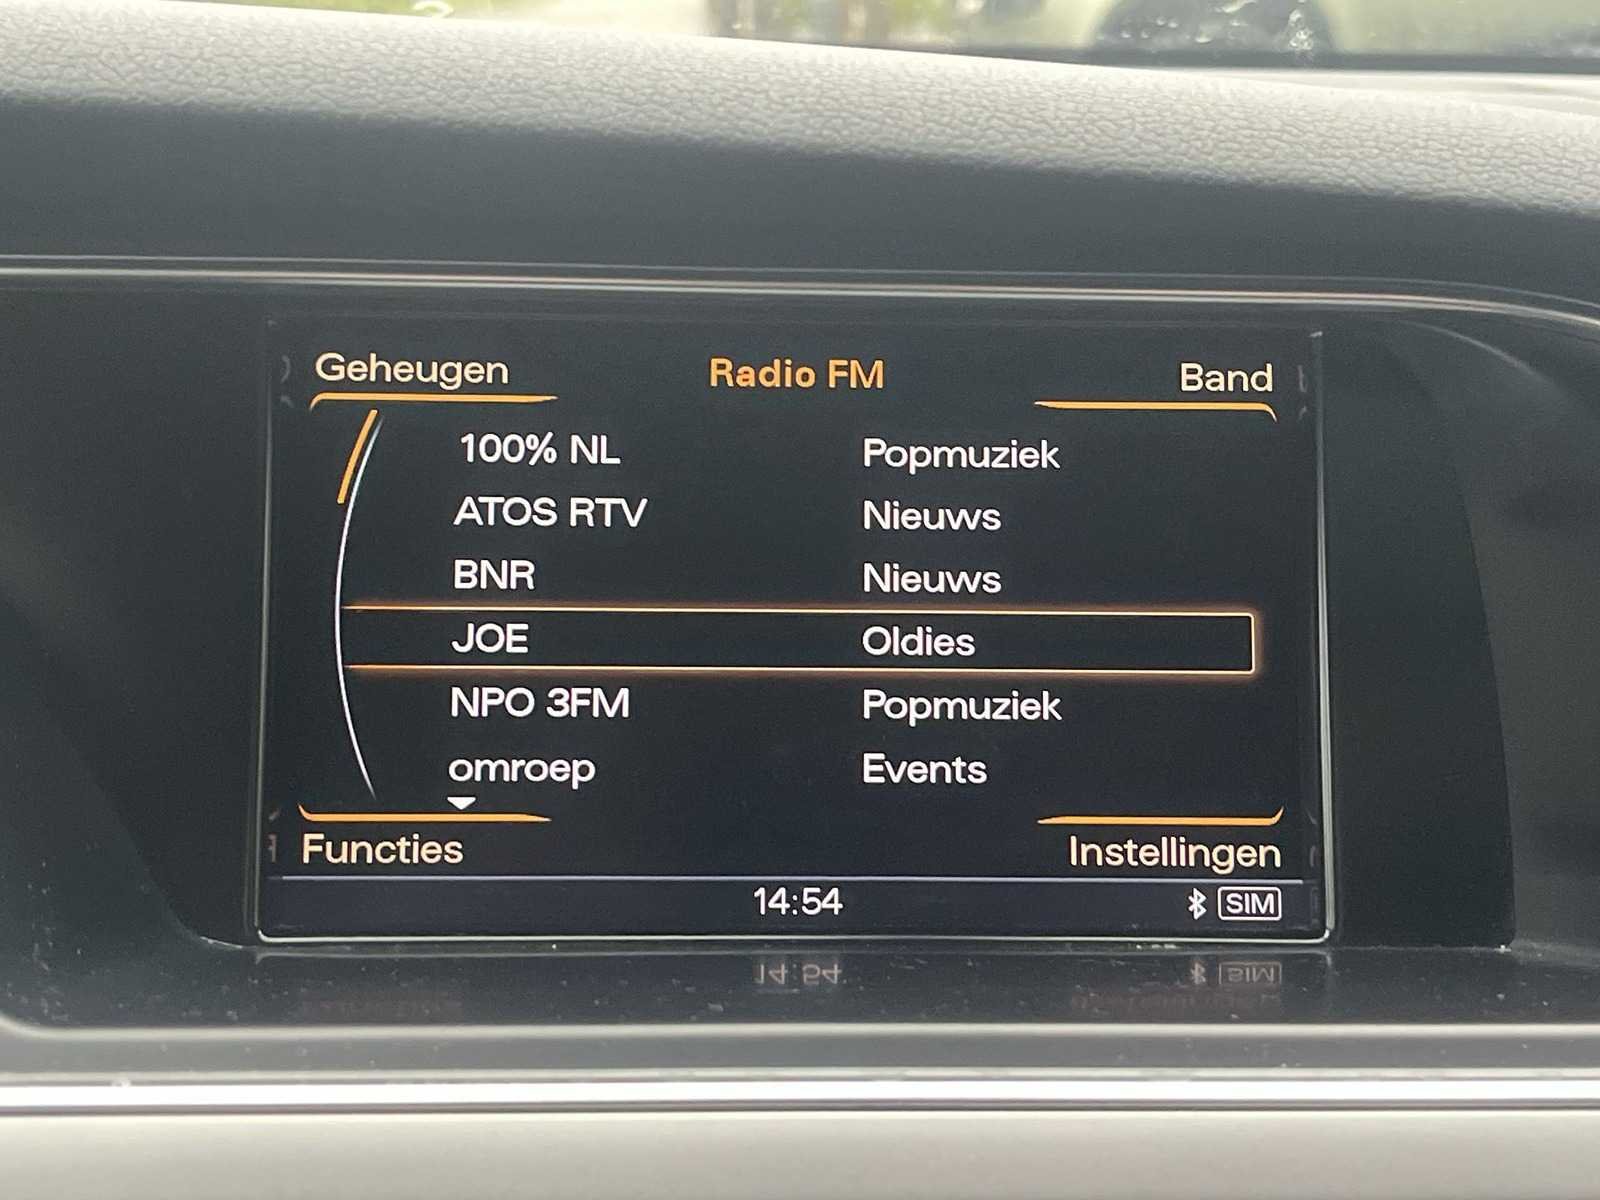 Geheugen Radio FM Band
100% NL Popmuziek
ATOS RTV Nieuws
BNR Nieuws
JOE Oldies
NPO 3FM Popmuziek
omroep Events
Functies Instellingen
14:54 SIM